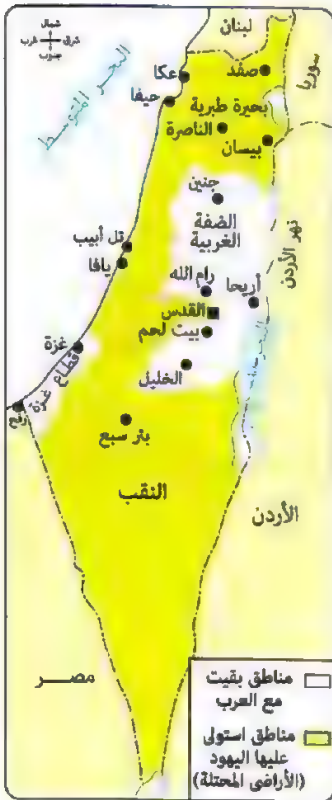 شمال
شرق
غرب
جنوب
لبنان
سوريا
البحر المتوسط
عكا
صفد
حيفا
بحيرة طبرية
الناصرة
بيسان
جنين
الضفة
الغربية
نهر الأردن
تل أبيب
يافا
رام الله
أريحا
القدس
بيت لحم
غزة
قطاع غزة
الخليل
رفح
بئر سبع
النقب
الأردن
مصر
مناطق بقيت
مع العرب
مناطق استولى
عليها اليهود
(الأراضى المحتلة)